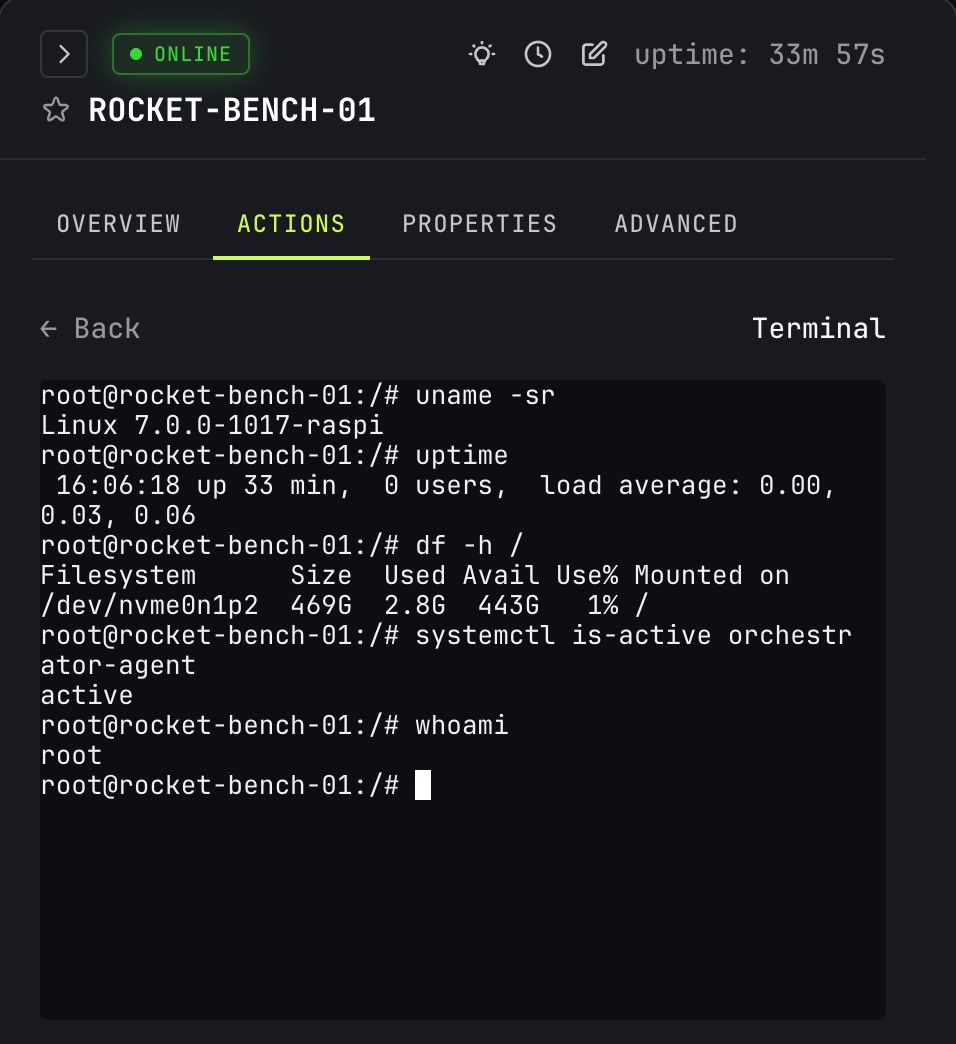 ONLINE
uptime: 33m 57s
ROCKET-BENCH-01
OVERVIEW ACTIONS PROPERTIES ADVANCED
← Back
Terminal
root@rocket-bench-01:/# uname -sr
Linux 7.0.0-1017-raspi
root@rocket-bench-01:/# uptime
 16:06:18 up 33 min,  0 users,  load average: 0.00,
0.03, 0.06
root@rocket-bench-01:/# df -h /
Filesystem      Size  Used Avail Use% Mounted on
/dev/nvme0n1p2  469G  2.8G  443G   1% /
root@rocket-bench-01:/# systemctl is-active orchestr
ator-agent
active
root@rocket-bench-01:/# whoami
root
root@rocket-bench-01:/#